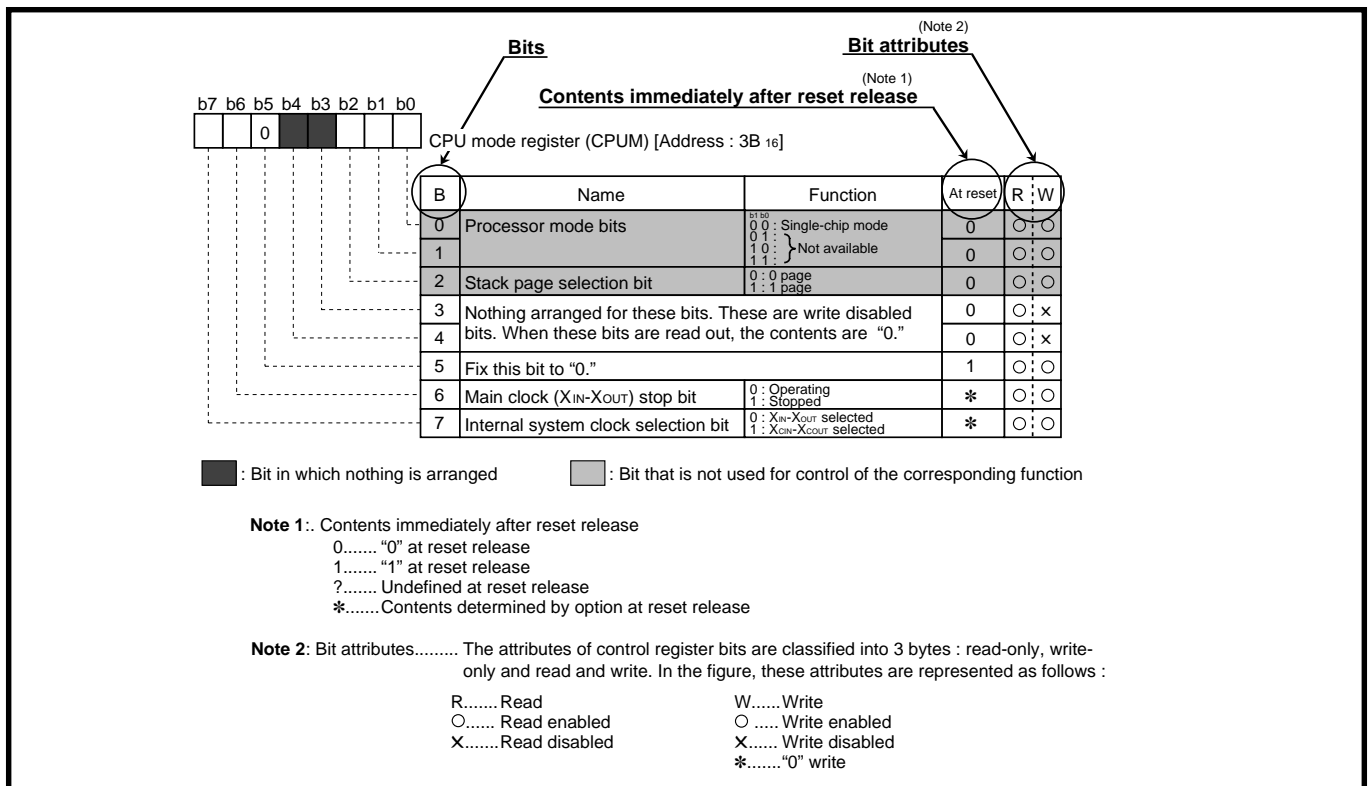 (Note 2)
Bits
Bit attributes
(Note 1)
Contents immediately after reset release
b7 b6 b5 b4 b3 b2 b1 b0
0
CPU mode register (CPUM) [Address : 3B 16]
B Name Function At reset R W
0 Processor mode bits b1 b0
0 0 : Single-chip mode 0 ○ ○
0 1 :
1 0 : Not available
1 1 :
1 0 ○ ○
2 Stack page selection bit 0 : 0 page
1 : 1 page 0 ○ ○
3 Nothing arranged for these bits. These are write disabled 0 ○ ×
4 bits. When these bits are read out, the contents are “0.” 0 ○ ×
5 Fix this bit to “0.” 1 ○ ○
6 Main clock (XIN-XOUT) stop bit 0 : Operating
1 : Stopped ✻ ○ ○
7 Internal system clock selection bit 0 : XIN-XOUT selected
1 : XCIN-XCOUT selected ✻ ○ ○
: Bit in which nothing is arranged : Bit that is not used for control of the corresponding function
Note 1:. Contents immediately after reset release
0....... “0” at reset release
1....... “1” at reset release
?....... Undefined at reset release
✻.......Contents determined by option at reset release
Note 2: Bit attributes......... The attributes of control register bits are classified into 3 bytes : read-only, write-
only and read and write. In the figure, these attributes are represented as follows :
R.......Read W......Write
○...... Read enabled ○ ..... Write enabled
×.......Read disabled ×...... Write disabled
✻.......“0” write